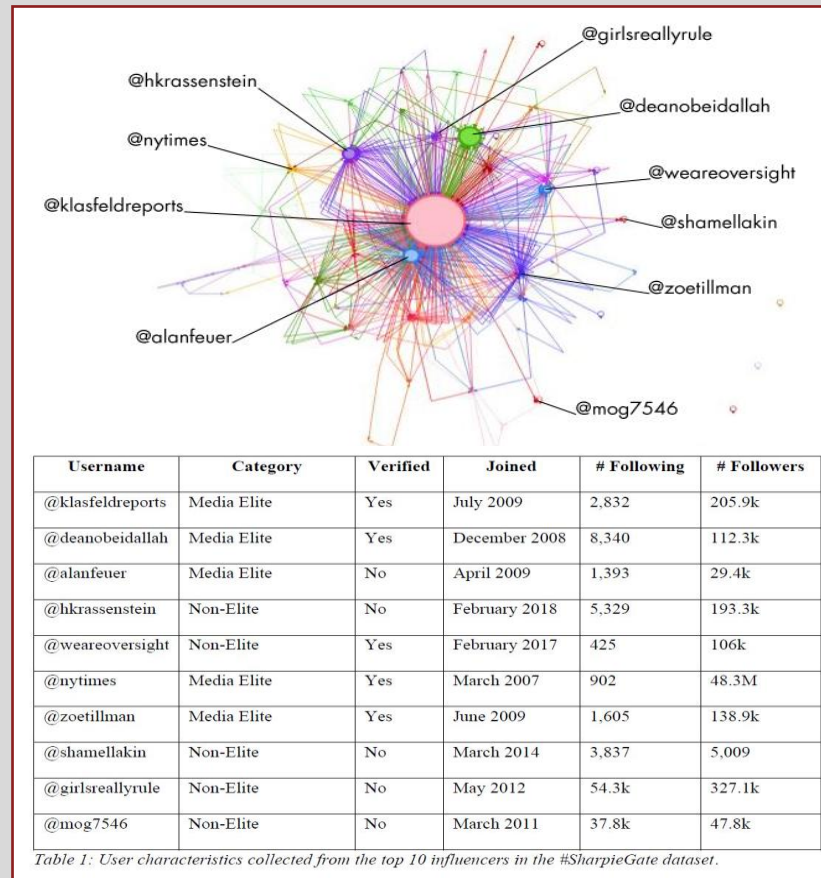 @girlsreallyrule
@hkrassenstein
@deanobeidallah
@nytimes
@weareoversight
@klasfeldreports
@shamellakin
@zoetillman
@alanfeuer
@mog7546
Username Category Verified Joined # Following # Followers
@klasfeldreports Media Elite Yes July 2009 2,832 205.9k
@deanobeidallah Media Elite Yes December 2008 8,340 112.3k
@alanfeuer Media Elite No April 2009 1,393 29.4k
@hkrassenstein Non-Elite No February 2018 5,329 193.3k
@weareoversight Non-Elite Yes February 2017 425 106k
@nytimes Media Elite Yes March 2007 902 48.3M
@zoetillman Media Elite Yes June 2009 1,605 138.9k
@shamellakin Non-Elite No March 2014 3,837 5,009
@girlsreallyrule Non-Elite No May 2012 54.3k 327.1k
@mog7546 Non-Elite No March 2011 37.8k 47.8k
Table 1: User characteristics collected from the top 10 influencers in the #SharpieGate dataset.